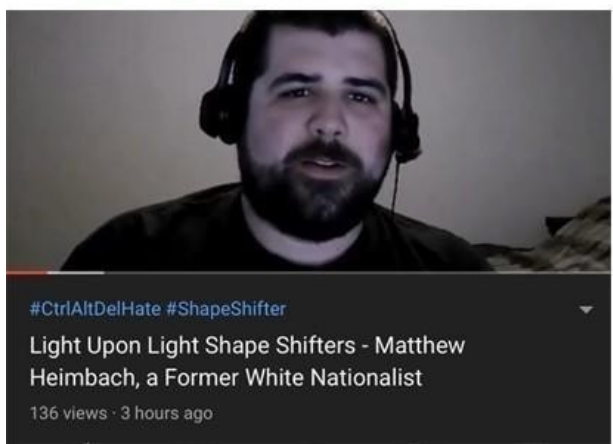 #CtrlAltDelHate #ShapeShifter
Light Upon Light Shape Shifters - Matthew
Heimbach, a Former White Nationalist
136 views · 3 hours ago